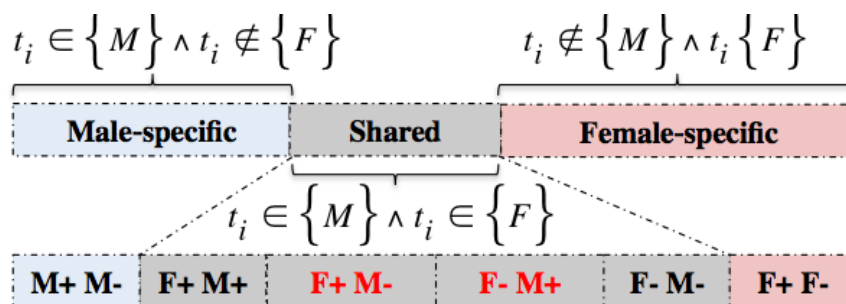 t_i ∈ {M} ∧ t_i ∉ {F} t_i ∉ {M} ∧ t_i {F}
Male-specific Shared Female-specific
t_i ∈ {M} ∧ t_i ∈ {F}
M+ M- F+ M+ F+ M- F- M+ F- M- F+ F-